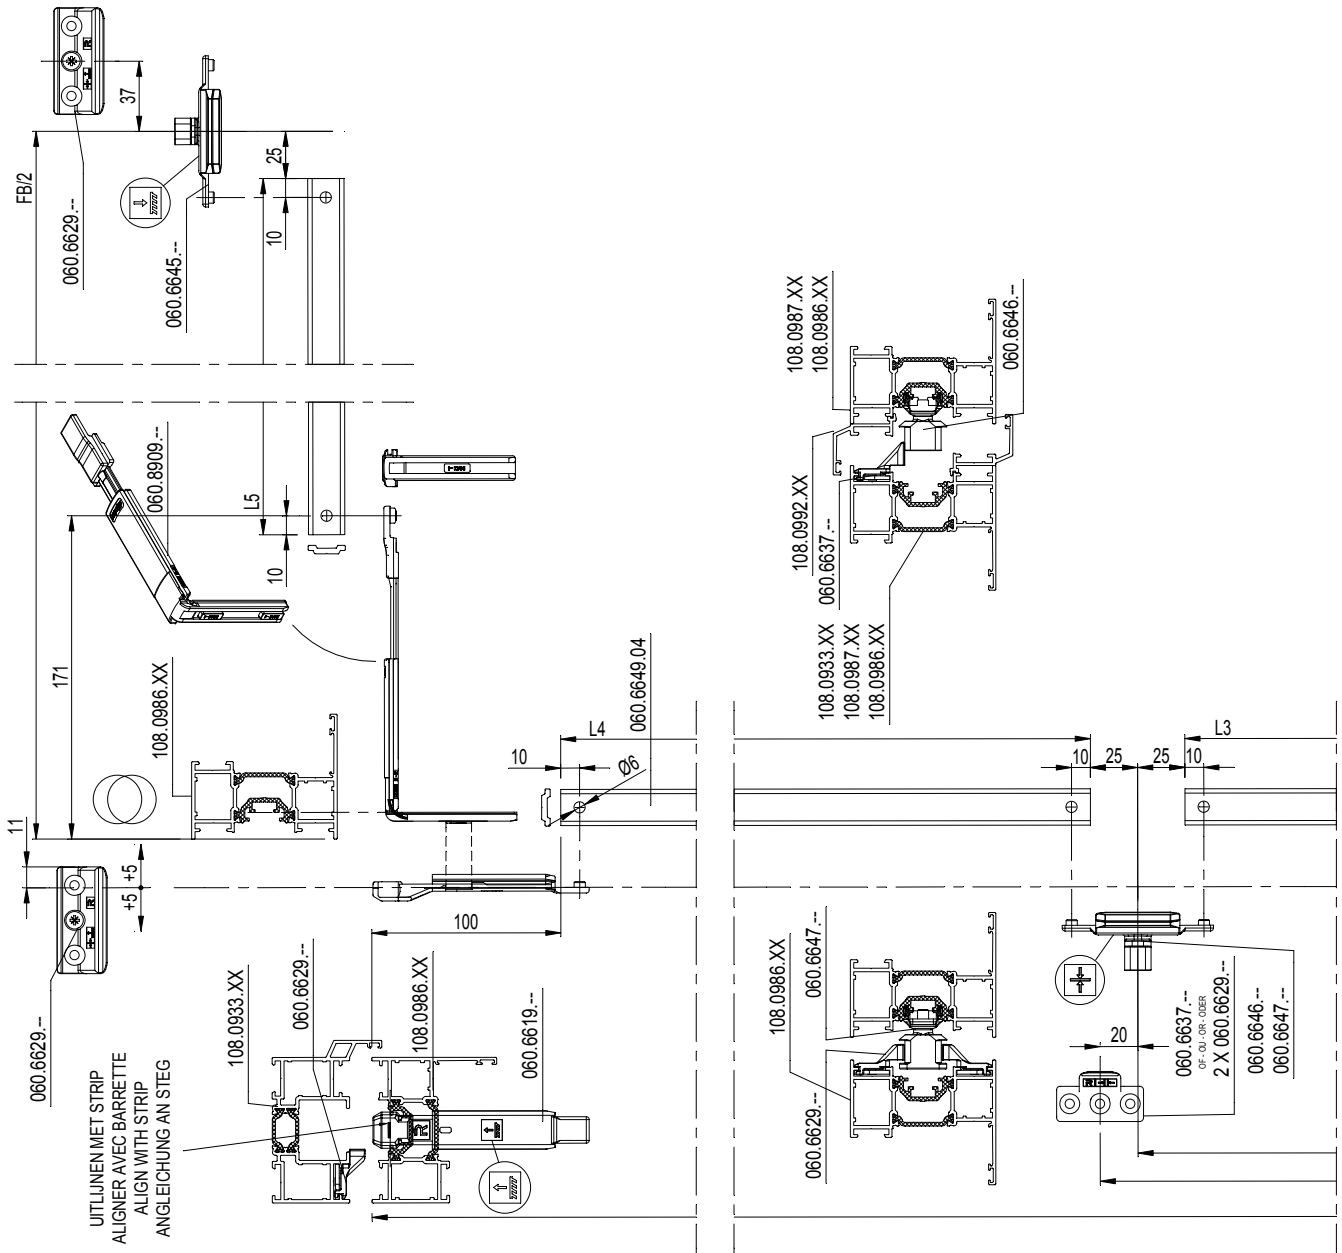 37
FB/2
060.6629.--
060.6645.--
25
10
108.0987.XX
108.0986.XX
060.6646.--
060.8909.--
L5
171
10
108.0992.XX
060.6637.--
108.0933.XX
108.0987.XX
108.0986.XX
108.0986.XX
060.6649.04
L4
L3
10
Ø6
10
25
25
10
11
+5
+5
R
R
100
060.6629.--
108.0933.XX
060.6629.--
108.0986.XX
060.6619.--
R
108.0986.XX
060.6647.--
060.6629.--
20
R
060.6637.--
OF - OU - OR - ODER
2 X 060.6629.--
060.6646.--
060.6647.--
UITLIJNEN MET STRIP
ALIGNER AVEC BARRETTE
ALIGN WITH STRIP
ANGLEICHUNG AN STEG